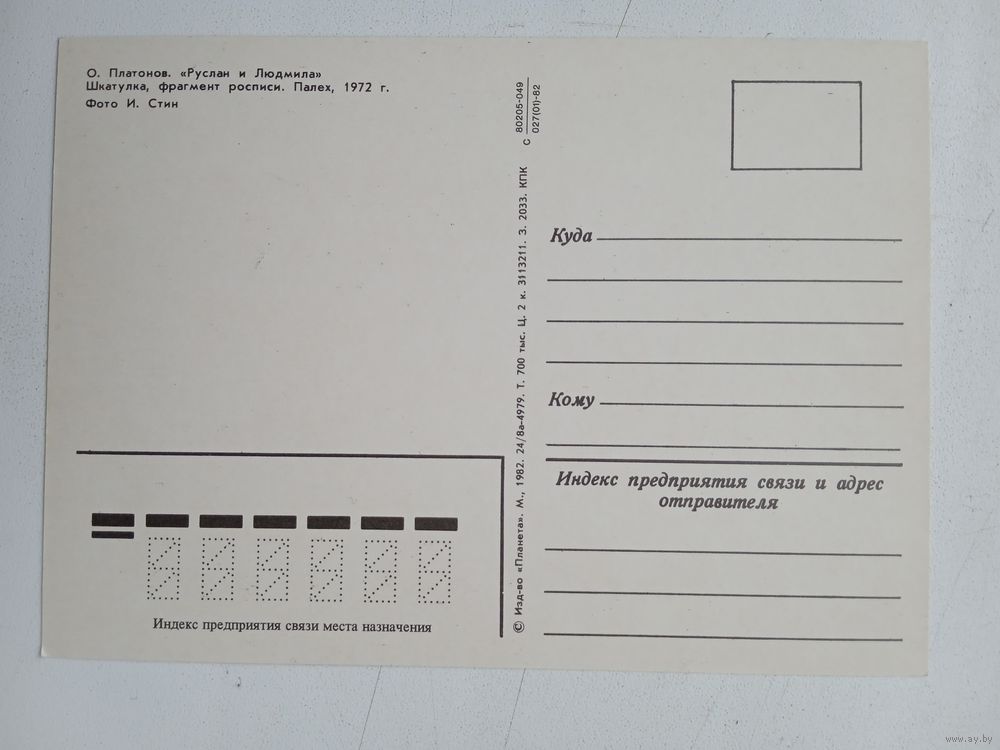 О. Платонов. «Руслан и Людмила»
Шкатулка, фрагмент росписи. Палех, 1972 г.
Фото И. Стин
© Изд-во «Планета». М., 1982. 24/8а-4979. Т. 700 тыс. Ц. 2 к. 3113211. З. 2033. КПК
С 80205-049
027(01)-82
Куда
Кому
Индекс предприятия связи и адрес
отправителя
Индекс предприятия связи места назначения
www.ay.by